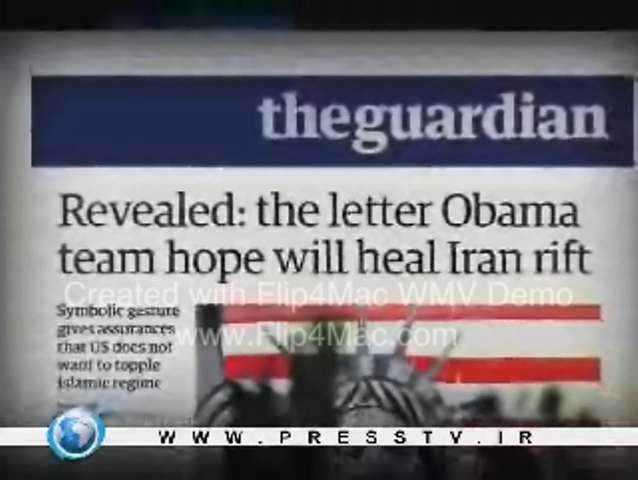 theguardian
Revealed: the letter Obama
team hope will heal Iran rift
Created with Flip4Mac WMV Demo
www.Flip4Mac.com
Symbolic gesture
gives assurances
that US does not
want to topple
Islamic regime
WWW.PRESSTV.IR